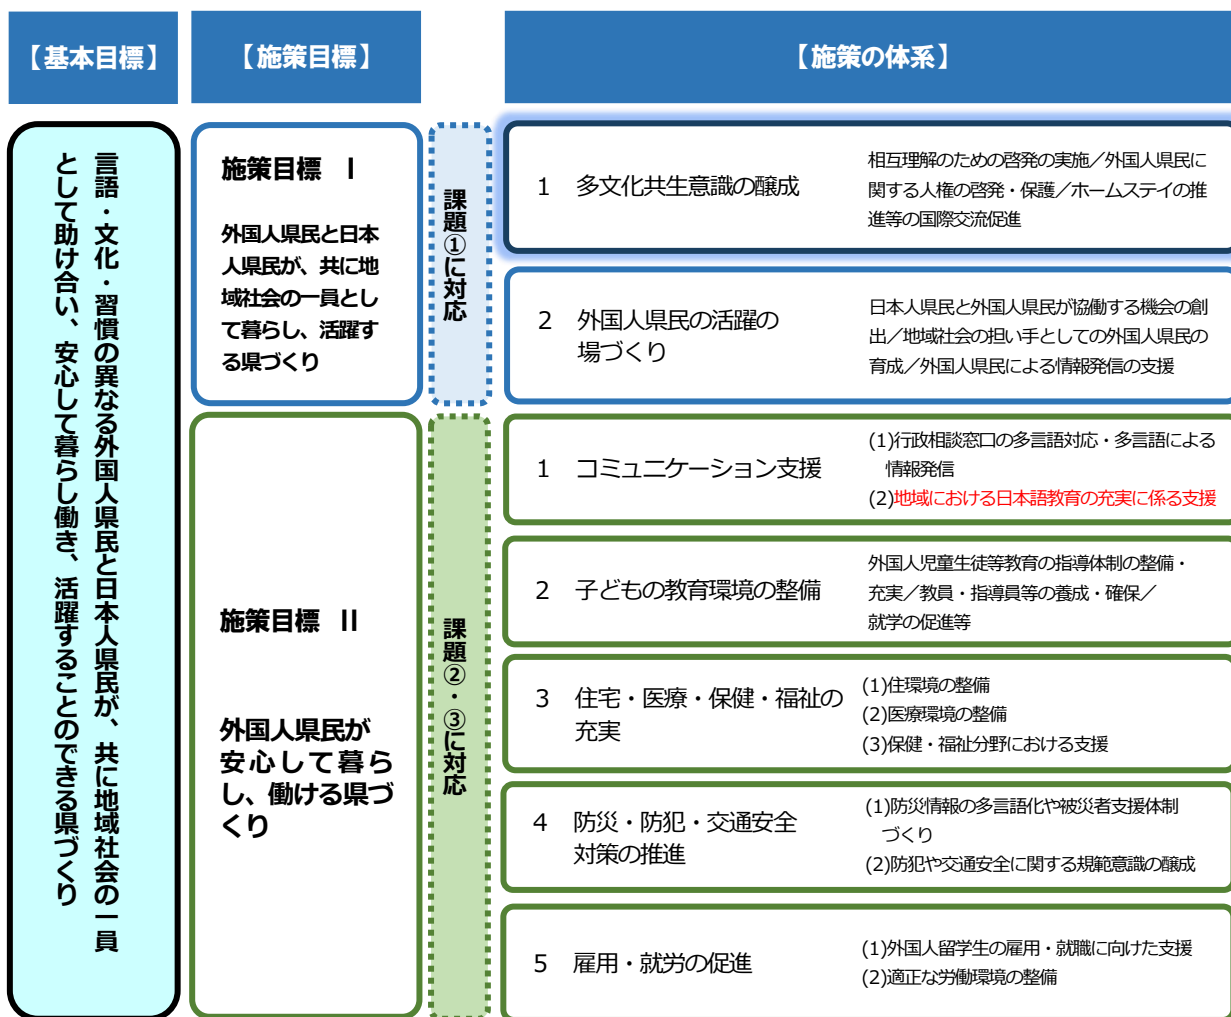 【基本目標】
【施策目標】
【施策の体系】
言語・文化・習慣の異なる外国人県民と日本人県民が、共に地域社会の一員
として助け合い、安心して暮らし働き、活躍することのできる県づくり
施策目標 Ⅰ
外国人県民と日本
人県民が、共に地
域社会の一員とし
て暮らし、活躍す
る県づくり
課題①に対応
1 多文化共生意識の醸成
相互理解のための啓発の実施／外国人県民に
関する人権の啓発・保護／ホームステイの推
進等の国際交流促進
2 外国人県民の活躍の
場づくり
日本人県民と外国人県民が協働する機会の創
出／地域社会の担い手としての外国人県民の
育成／外国人県民による情報発信の支援
施策目標 Ⅱ
外国人県民が
安心して暮ら
し、働ける県づ
くり
課題②・③に対応
1 コミュニケーション支援
(1)行政相談窓口の多言語対応・多言語による
情報発信
(2)地域における日本語教育の充実に係る支援
2 子どもの教育環境の整備
外国人児童生徒等教育の指導体制の整備・
充実／教員・指導員等の養成・確保／
就学の促進等
3 住宅・医療・保健・福祉の
充実
(1)住環境の整備
(2)医療環境の整備
(3)保健・福祉分野における支援
4 防災・防犯・交通安全
対策の推進
(1)防災情報の多言語化や被災者支援体制
づくり
(2)防犯や交通安全に関する規範意識の醸成
5 雇用・就労の促進
(1)外国人留学生の雇用・就職に向けた支援
(2)適正な労働環境の整備